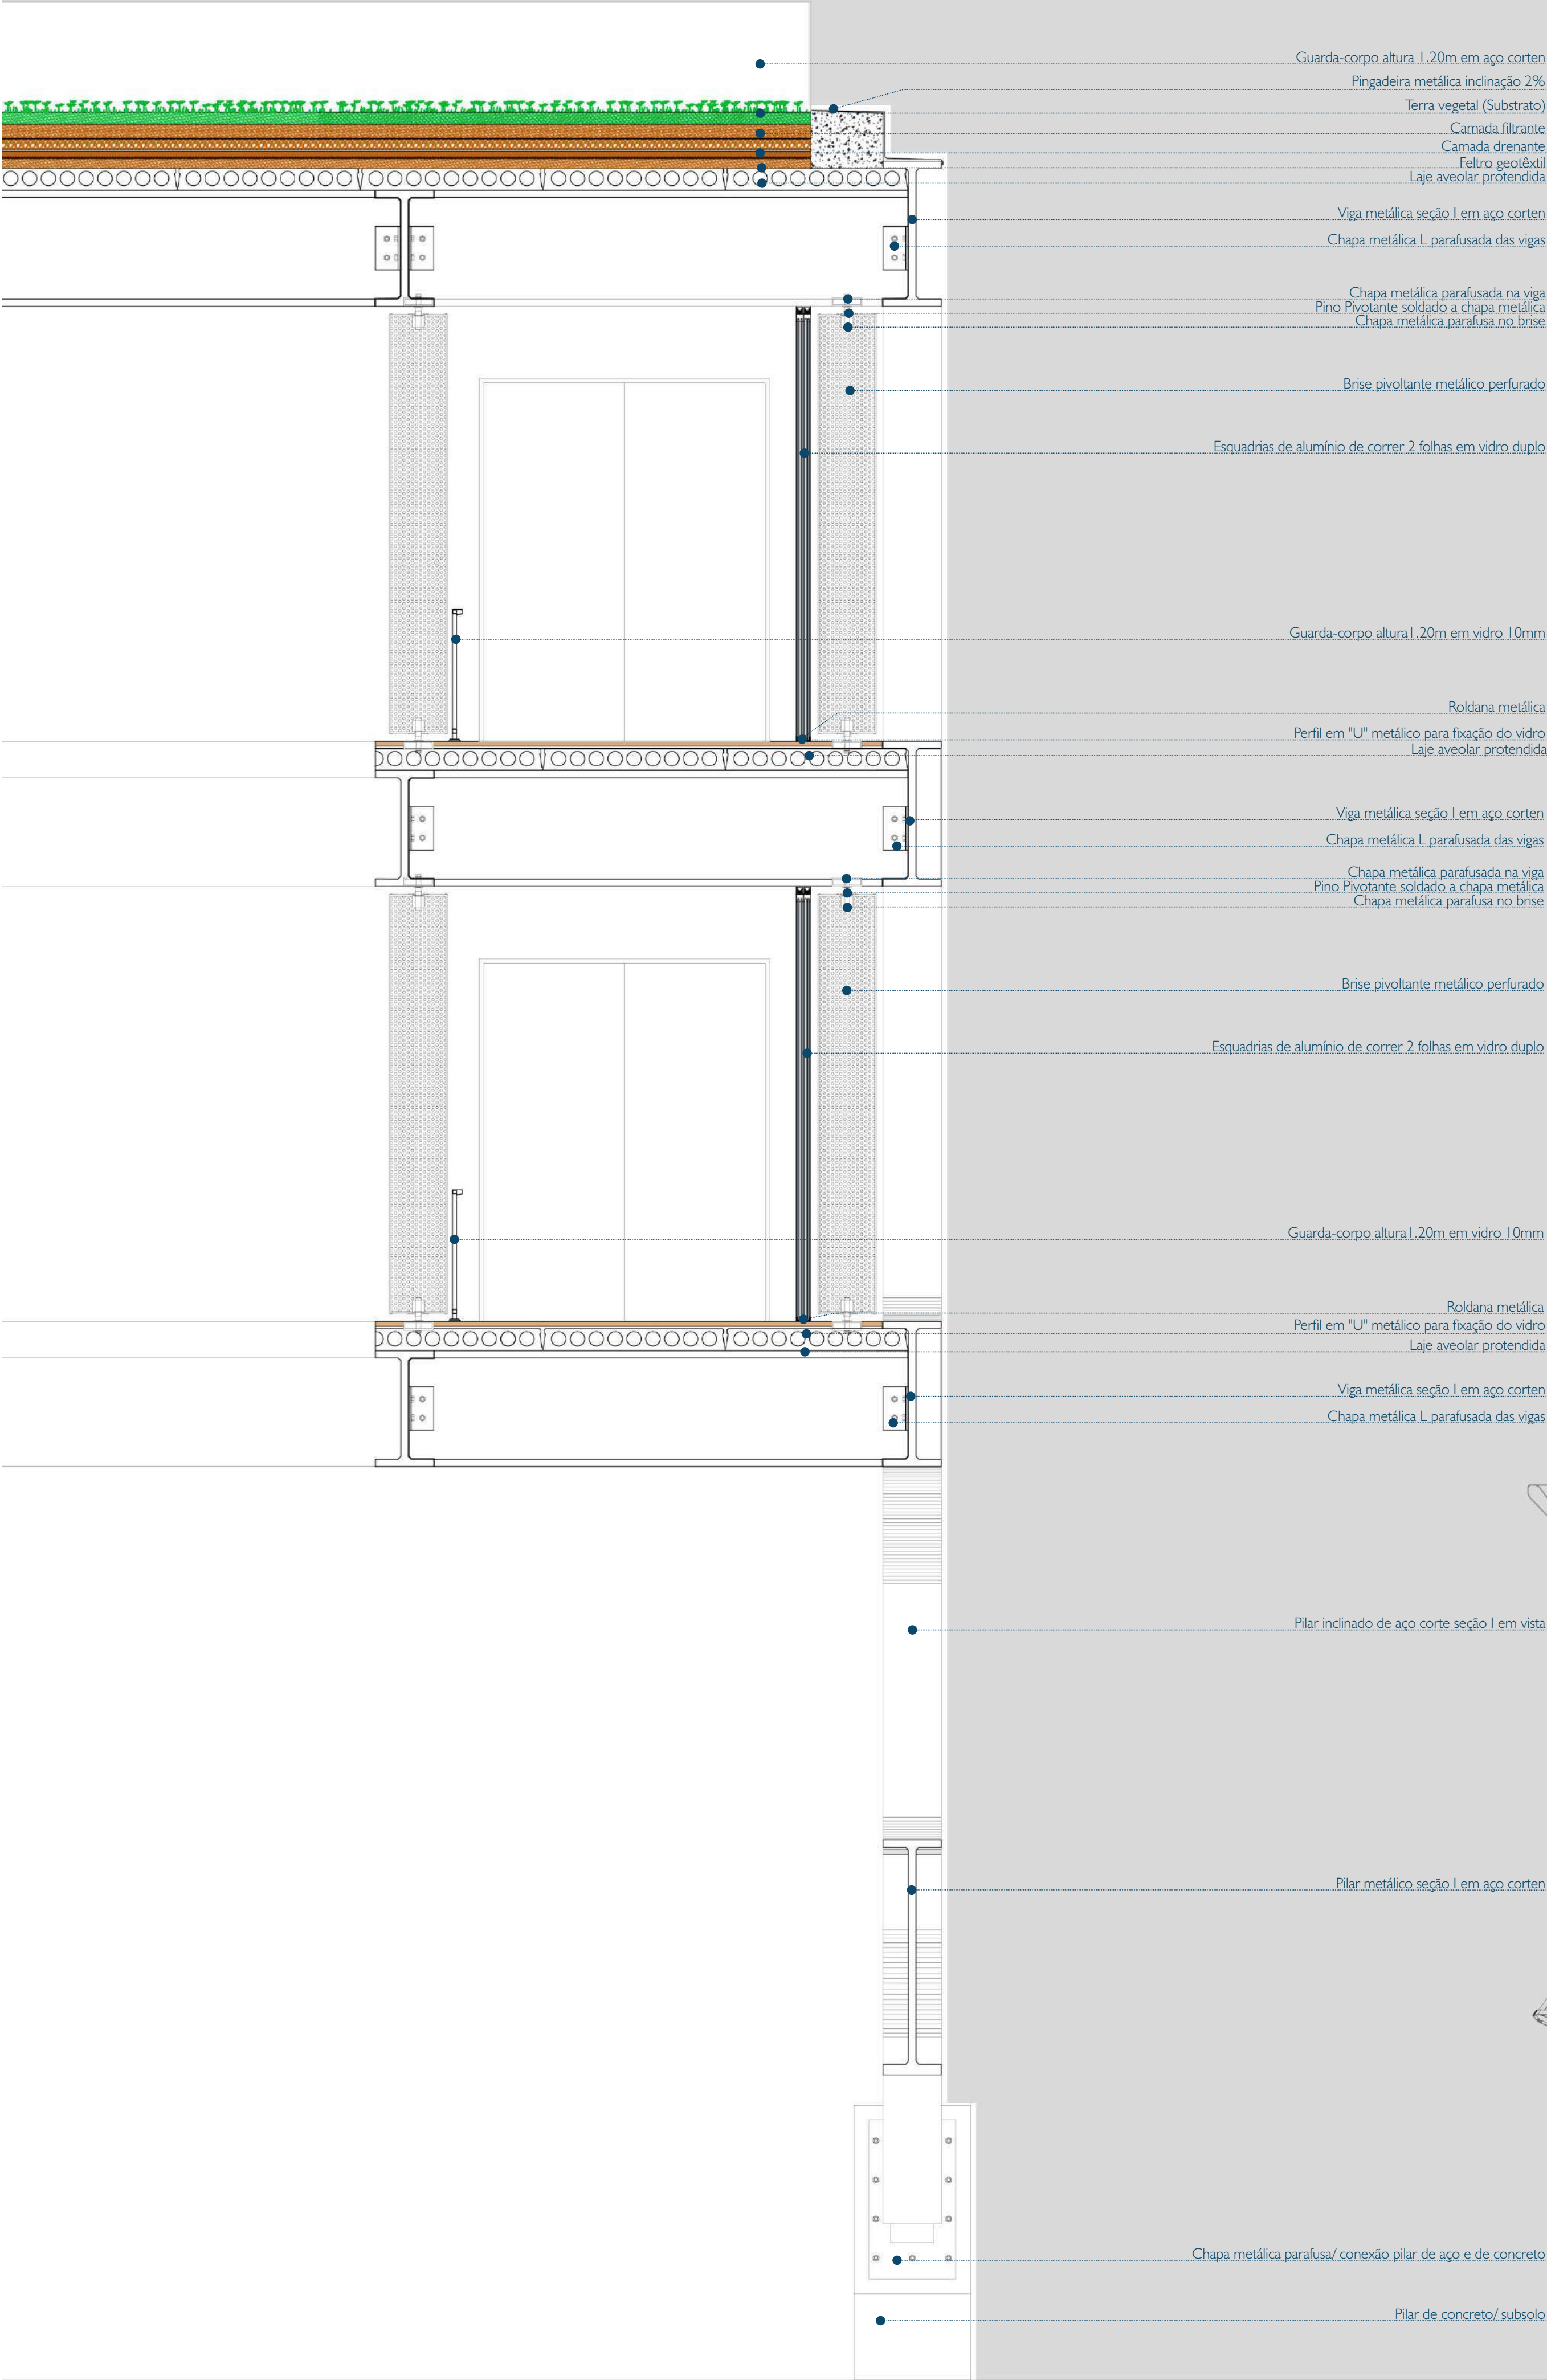 Guarda-corpo altura 1.20m em aço corten
Pingadeira metálica inclinação 2%
Terra vegetal (Substrato)
Camada filtrante
Camada drenante
Feltro geotêxtil
Laje aveolar protendida
Viga metálica seção I em aço corten
Chapa metálica L parafusada das vigas
Chapa metálica parafusada na viga
Pino Pivotante soldado a chapa metálica
Chapa metálica parafusa no brise
Brise pivoltante metálico perfurado
Esquadrias de alumínio de correr 2 folhas em vidro duplo
Guarda-corpo altura1.20m em vidro 10mm
Roldana metálica
Perfil em "U" metálico para fixação do vidro
Laje aveolar protendida
Viga metálica seção I em aço corten
Chapa metálica L parafusada das vigas
Chapa metálica parafusada na viga
Pino Pivotante soldado a chapa metálica
Chapa metálica parafusa no brise
Brise pivoltante metálico perfurado
Esquadrias de alumínio de correr 2 folhas em vidro duplo
Guarda-corpo altura1.20m em vidro 10mm
Roldana metálica
Perfil em "U" metálico para fixação do vidro
Laje aveolar protendida
Viga metálica seção I em aço corten
Chapa metálica L parafusada das vigas
Pilar inclinado de aço corte seção I em vista
Pilar metálico seção I em aço corten
Chapa metálica parafusa/ conexão pilar de aço e de concreto
Pilar de concreto/ subsolo